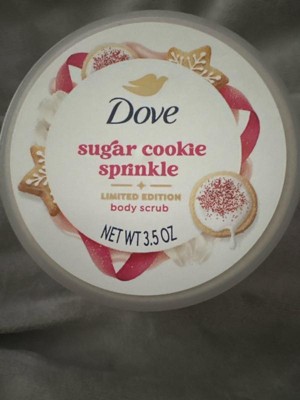 Dove
sugar cookie
sprinkle
LIMITED EDITION
body scrub
NET WT 3.5 OZ